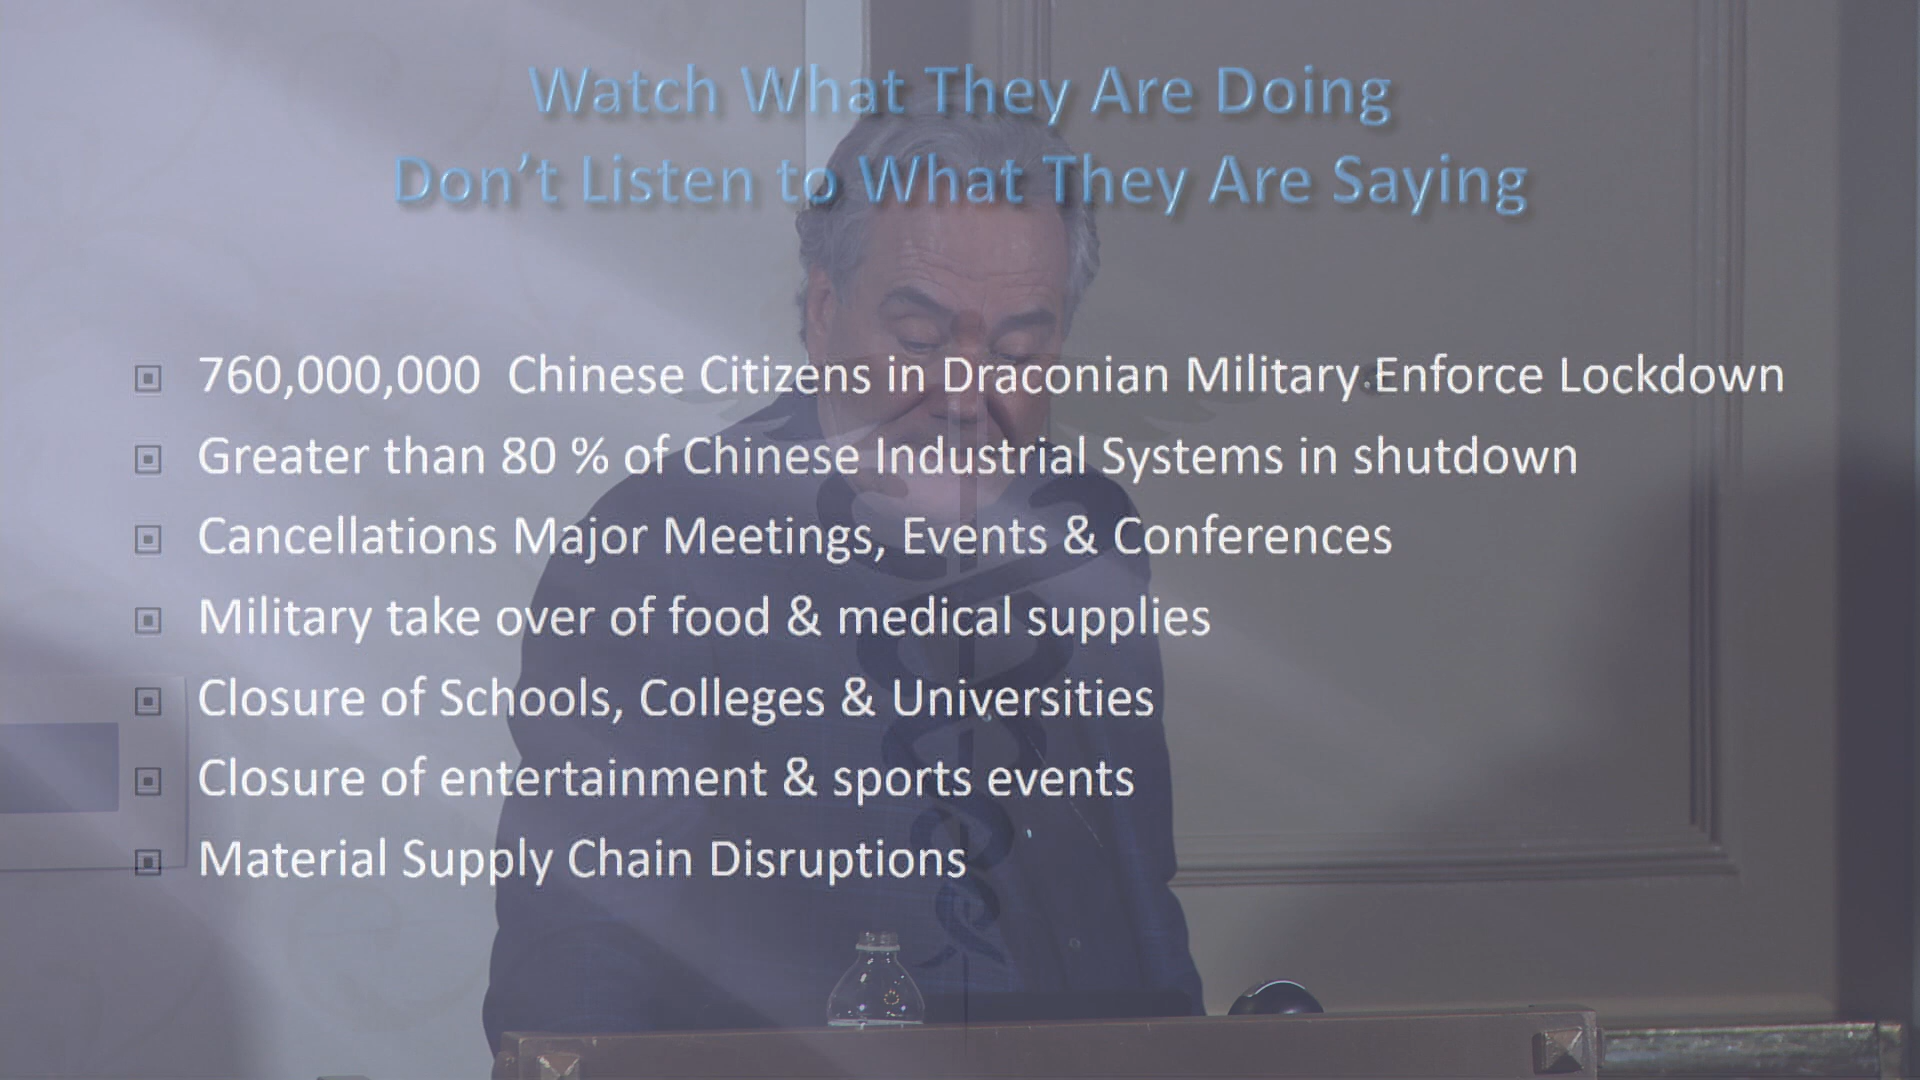 Watch What They Are Doing
Don’t Listen to What They Are Saying
760,000,000 Chinese Citizens in Draconian Military Enforce Lockdown
Greater than 80 % of Chinese Industrial Systems in shutdown
Cancellations Major Meetings, Events & Conferences
Military take over of food & medical supplies
Closure of Schools, Colleges & Universities
Closure of entertainment & sports events
Material Supply Chain Disruptions